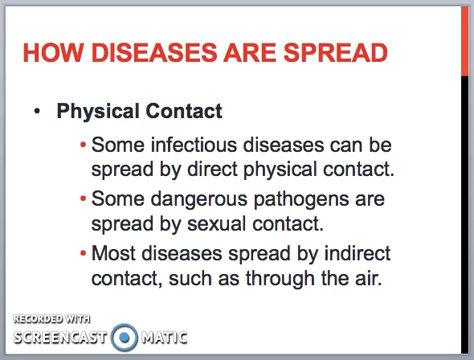 HOW DISEASES ARE SPREAD
• Physical Contact
• Some infectious diseases can be
spread by direct physical contact.
• Some dangerous pathogens are
spread by sexual contact.
• Most diseases spread by indirect
contact, such as through the air.
RECORDED WITH
SCREENCAST MATIC